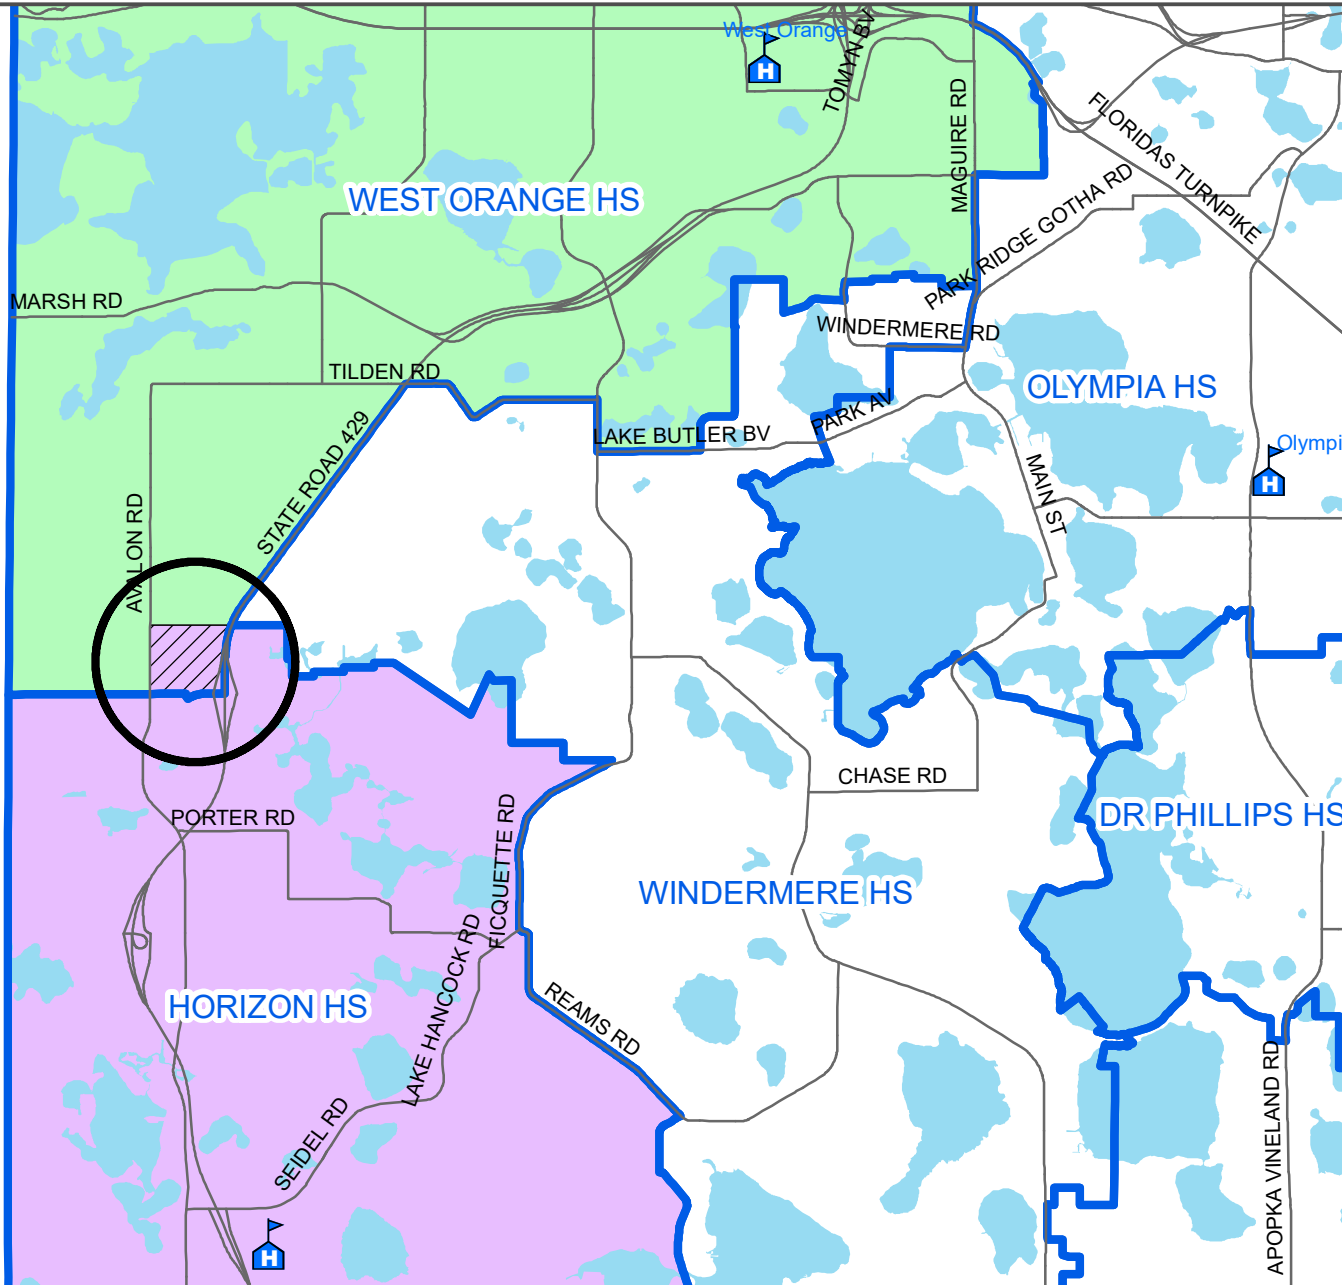 West Orange
TOMYN BV
MAGUIRE RD
FLORIDAS TURNPIKE
WEST ORANGE HS
PARK RIDGE GOTHA RD
MARSH RD
WINDERMERE RD
TILDEN RD
OLYMPIA HS
PARK AV
LAKE BUTLER BV
STATE ROAD 429
Olympi
H
H
MAIN ST
AVALON RD
CHASE RD
PORTER RD
DR PHILLIPS HS
FICQUETTE RD
WINDERMERE HS
LAKE HANCOCK RD
HORIZON HS
REAMS RD
SEIDEL RD
APOPKA VINELAND RD
H